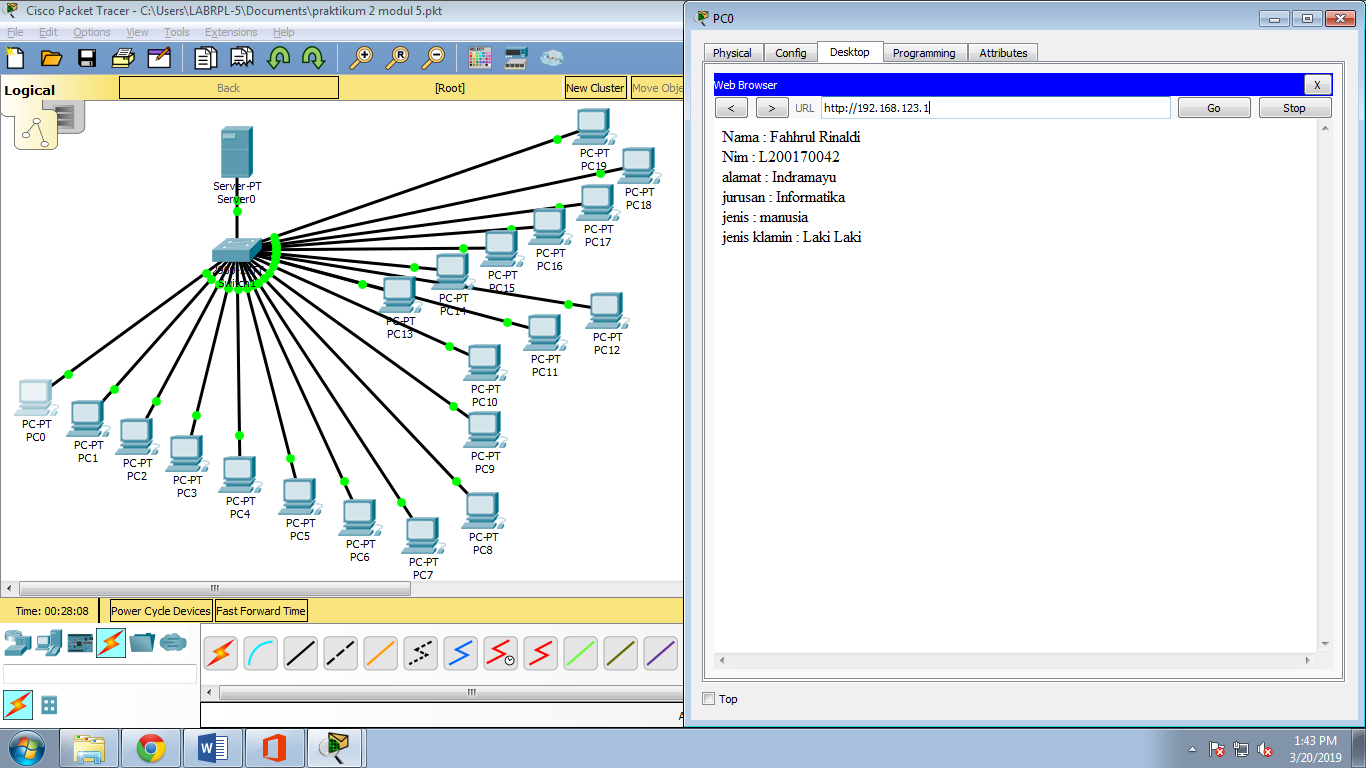 Cisco Packet Tracer - C:\Users\LABRPL-5\Documents\praktikum 2 modul 5.pkt
File Edit Options View Tools Extensions Help
Logical
Back
[Root]
New Cluster
Move Obje
Server-PT
Server0
PC-PT
PC19
PC-PT
PC18
PC-PT
PC17
PC-PT
PC16
PC-PT
PC15
PC-PT
PC14
PC-PT
PC13
PC-PT
PC12
PC-PT
PC11
PC-PT
PC10
PC-PT
PC9
PC-PT
PC8
PC-PT
PC7
PC-PT
PC6
PC-PT
PC5
PC-PT
PC4
PC-PT
PC3
PC-PT
PC2
PC-PT
PC1
PC-PT
PC0
Time: 00:28:08
Power Cycle Devices
Fast Forward Time
PC0
Physical Config Desktop Programming Attributes
Web Browser
X
< > URL http://192.168.123.1 Go Stop
Nama : Fahhrul Rinaldi
Nim : L200170042
alamat : Indramayu
jurusan : Informatika
jenis : manusia
jenis klamin : Laki Laki
Top
1:43 PM
3/20/2019